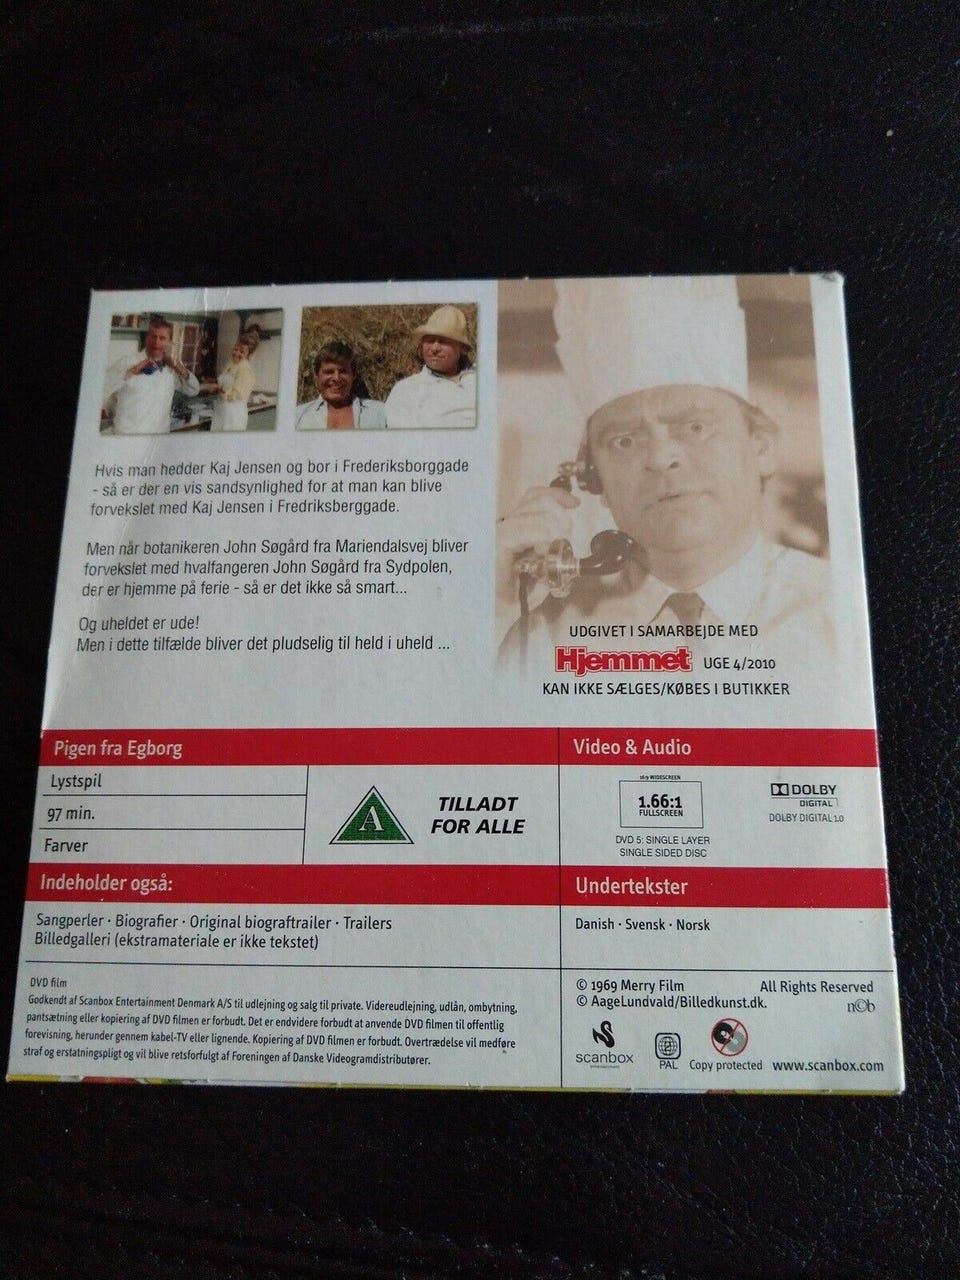 Hvis man hedder Kaj Jensen og bor i Frederiksborggade
- så er der en vis sandsynlighed for at man kan blive
forvekslet med Kaj Jensen i Fredriksberggade.
Men når botanikeren John Søgård fra Mariendalsvej bliver
forvekslet med hvalfangeren John Søgård fra Sydpolen,
der er hjemme på ferie - så er det ikke så smart...
Og uheldet er ude!
Men i dette tilfælde bliver det pludselig til held i uheld ...
UDGIVET I SAMARBEJDE MED
Hjemmet UGE 4/2010
KAN IKKE SÆLGES/KØBES I BUTIKKER
Pigen fra Egborg
Lystspil
97 min.
Farver
A
TILLADT
FOR ALLE
Video & Audio
16:9 WIDESCREEN
1.66:1
FULLSCREEN
DVD 5: SINGLE LAYER
SINGLE SIDED DISC
DOLBY
DIGITAL
DOLBY DIGITAL 1.0
Indeholder også:
Sangperler · Biografier · Original biograftrailer · Trailers
Billedgalleri (ekstramateriale er ikke tekstet)
Undertekster
Danish · Svensk · Norsk
DVD film
Godkendt af Scanbox Entertainment Denmark A/S til udlejning og salg til private. Videreudlejning, udlån, ombytning,
pantsætning eller kopiering af DVD filmen er forbudt. Det er endvidere forbudt at anvende DVD filmen til offentlig
forevisning, herunder gennem kabel-TV eller lignende. Kopiering af DVD filmen er forbudt. Overtrædelse vil medføre
straf og erstatningspligt og vil blive retsforfulgt af Foreningen af Danske Videogramdistributører.
© 1969 Merry Film All Rights Reserved
© AageLundvald/Billedkunst.dk. n©b
scanbox
entertainment
2
PAL
Copy protected
www.scanbox.com